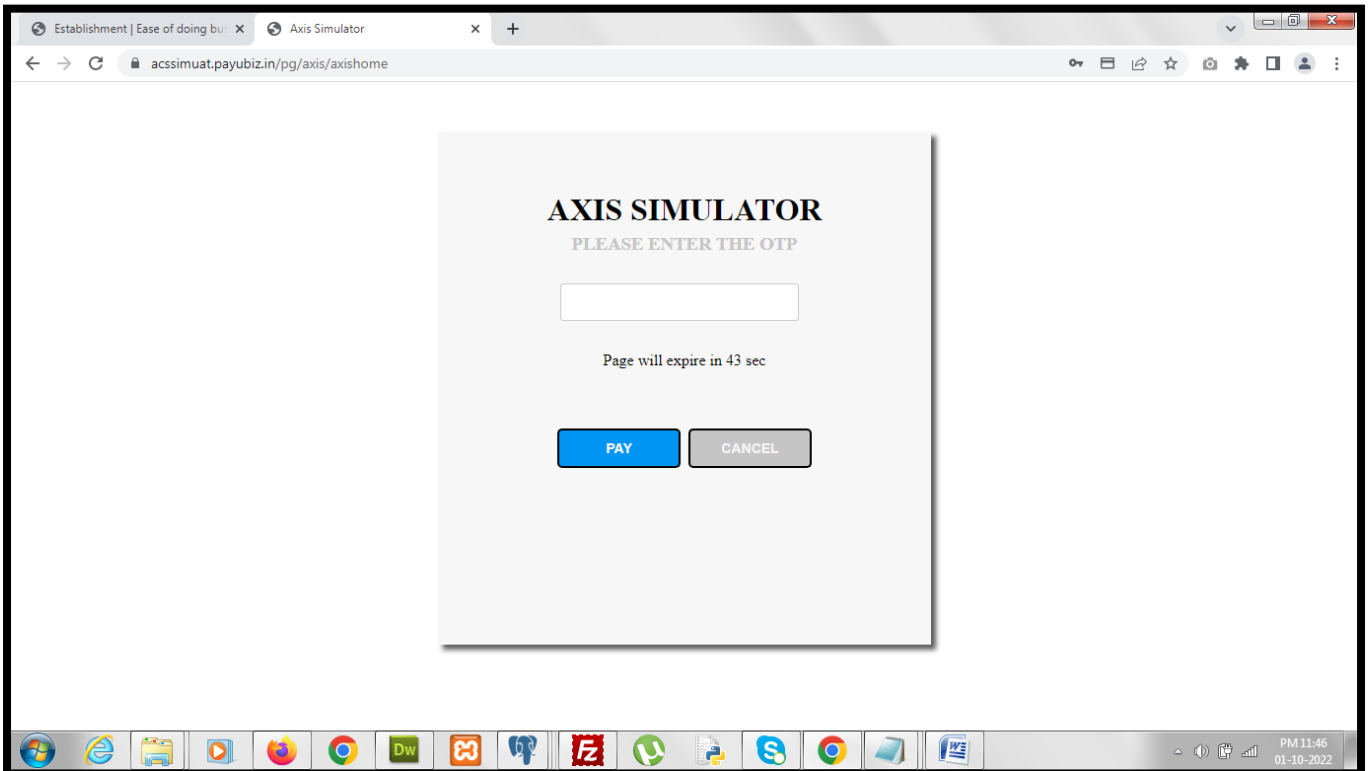 Establishment | Ease of doing bus
Axis Simulator
acssimuat.payubiz.in/pg/axis/axishome
AXIS SIMULATOR
PLEASE ENTER THE OTP
Page will expire in 43 sec
PAY CANCEL
Dw
PM 11:46
01-10-2022